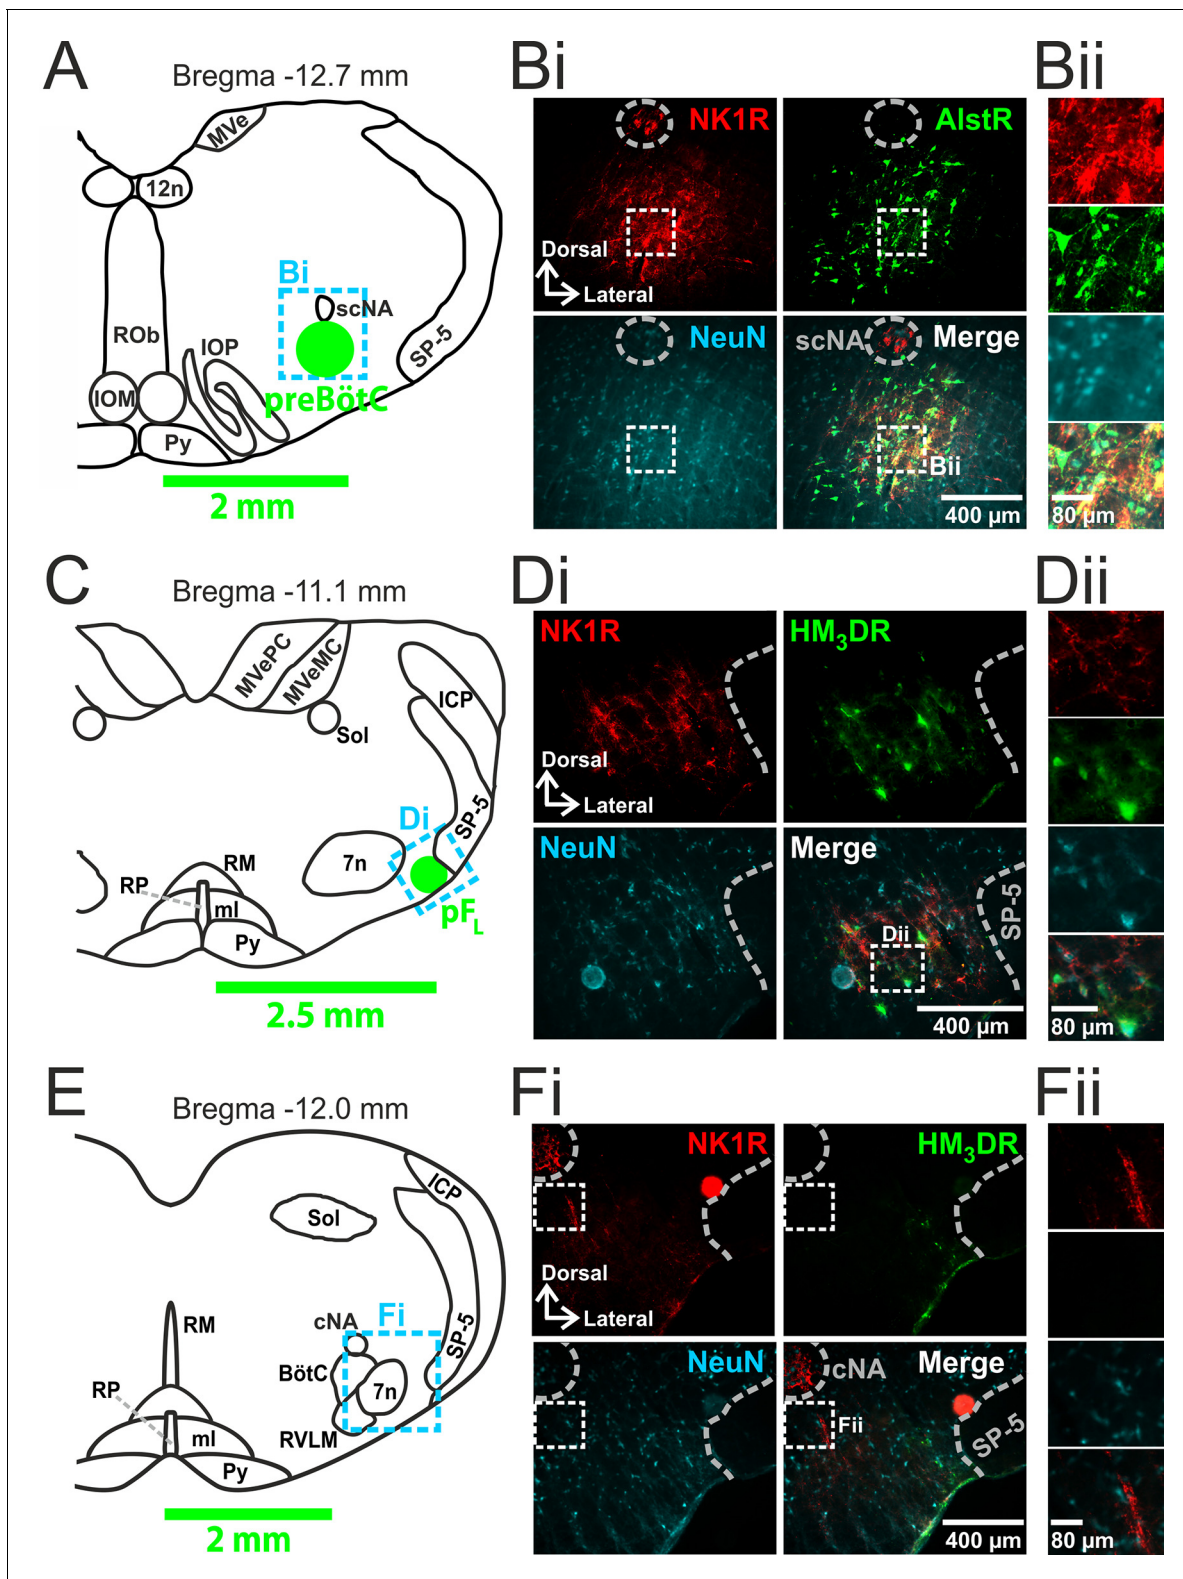 A
Bregma -12.7 mm
MVe
12n
ROb
IOM
IOP
Py
Bi
scNA
preBötC
SP-5
2 mm
Bi
NK1R
Dorsal
Lateral
AlstR
NeuN
scNA
Merge
Bii
400 µm
Bii
80 µm
C
Bregma -11.1 mm
MVePC
MVeMC
Sol
ICP
SP-5
Di
7n
pFL
RM
RP
ml
Py
2.5 mm
Di
NK1R
Dorsal
Lateral
HM3DR
NeuN
Merge
Dii
SP-5
400 µm
Dii
80 µm
E
Bregma -12.0 mm
ICP
Sol
SP-5
RM
cNA
Fi
BötC
7n
RP
RVLM
ml
Py
2 mm
Fi
NK1R
Dorsal
Lateral
HM3DR
NeuN
cNA
Merge
Fii
SP-5
400 µm
Fii
80 µm